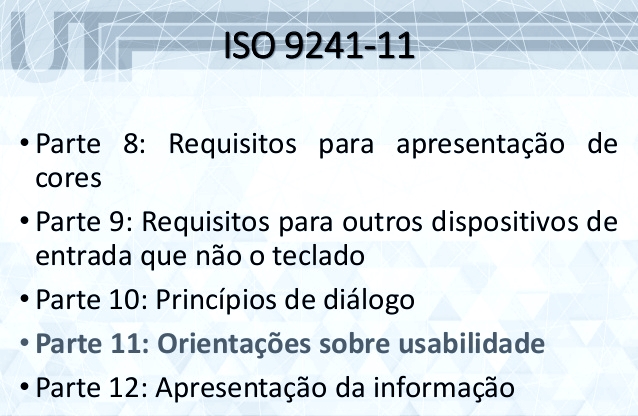 ISO 9241-11
• Parte 8: Requisitos para apresentação de
cores
• Parte 9: Requisitos para outros dispositivos de
entrada que não o teclado
• Parte 10: Princípios de diálogo
• Parte 11: Orientações sobre usabilidade
• Parte 12: Apresentação da informação